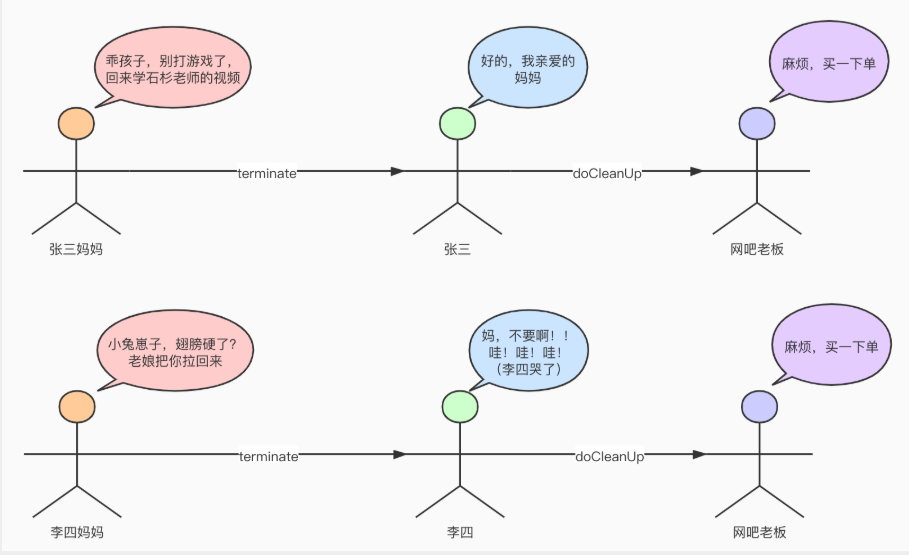 乖孩子，别打游戏了，
回来学石杉老师的视频
好的，我亲爱的
妈妈
麻烦，买一下单
terminate
doCleanUp
张三妈妈
张三
网吧老板
小兔崽子，翅膀硬了？
老娘把你拉回来
妈，不要啊！！
哇！哇！哇！
（李四哭了）
麻烦，买一下单
terminate
doCleanUp
李四妈妈
李四
网吧老板